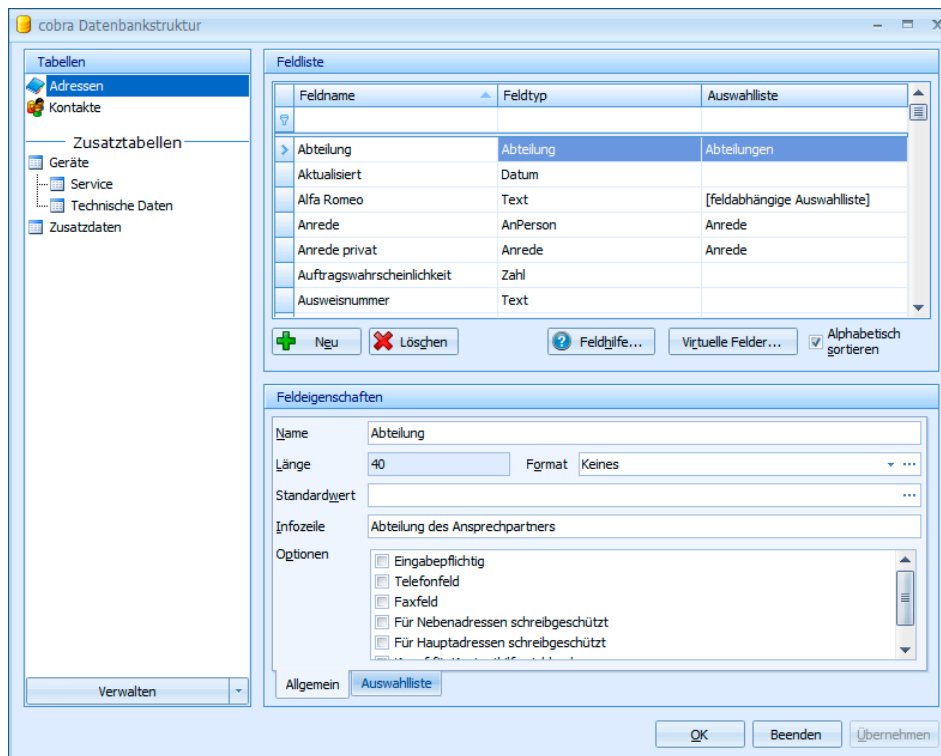 cobra Datenbankstruktur
Tabellen
Adressen
Kontakte
Zusatztabellen
Geräte
Service
Technische Daten
Zusatzdaten
Verwalten
Feldliste
Feldname Feldtyp Auswahlliste
Abteilung Abteilung Abteilungen
Aktualisiert Datum
Alfa Romeo Text [feldabhängige Auswahlliste]
Anrede AnPerson Anrede
Anrede privat Anrede Anrede
Auftragswahrscheinlichkeit Zahl
Ausweisnummer Text
Neu Löschen Feldhilfe... Virtuelle Felder... Alphabetisch
sortieren
Feldeigenschaften
Name Abteilung
Länge 40 Format Keines
Standardwert
Infozeile Abteilung des Ansprechpartners
Optionen Eingabepflichtig
Telefonfeld
Faxfeld
Für Nebenadressen schreibgeschützt
Für Hauptadressen schreibgeschützt
Allgemein Auswahlliste
OK Beenden Übernehmen